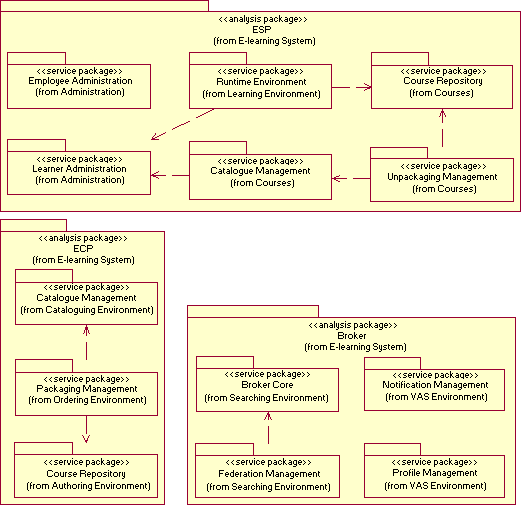 <<analysis package>>
ESP
(from E-learning System)
<<service package>>
Employee Administration
(from Administration)
<<service package>>
Runtime Environment
(from Learning Environment)
<<service package>>
Course Repository
(from Courses)
<<service package>>
Learner Administration
(from Administration)
<<service package>>
Catalogue Management
(from Courses)
<<service package>>
Unpackaging Management
(from Courses)
<<analysis package>>
ECP
(from E-learning System)
<<service package>>
Catalogue Management
(from Cataloguing Environment)
<<service package>>
Packaging Management
(from Ordering Environment)
<<service package>>
Course Repository
(from Authoring Environment)
<<analysis package>>
Broker
(from E-learning System)
<<service package>>
Broker Core
(from Searching Environment)
<<service package>>
Notification Management
(from VAS Environment)
<<service package>>
Federation Management
(from Searching Environment)
<<service package>>
Profile Management
(from VAS Environment)